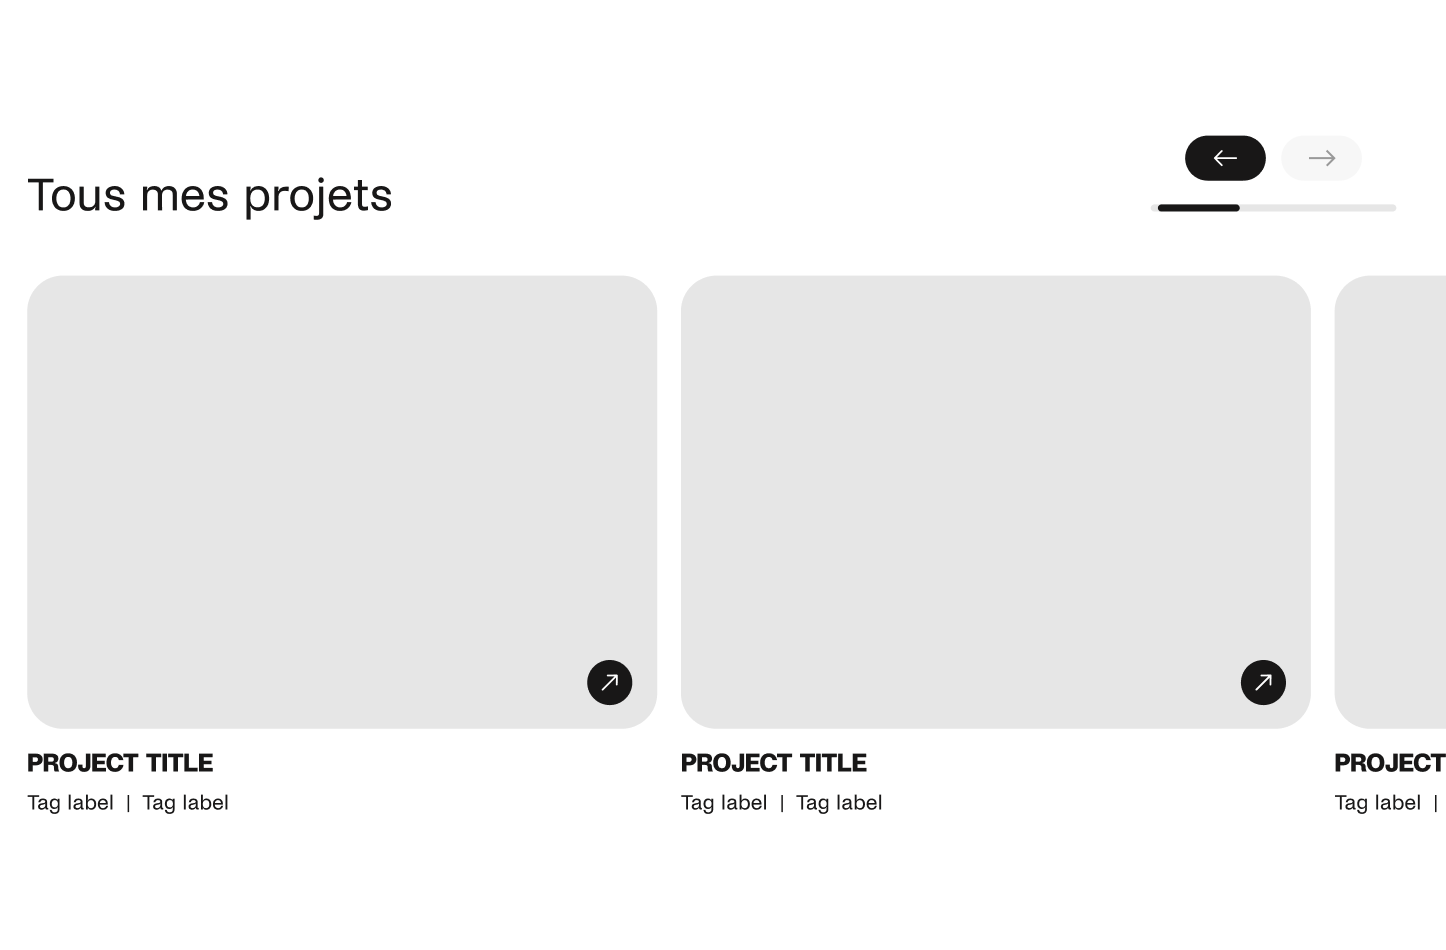 Tous mes projets
PROJECT TITLE
Tag label | Tag label
PROJECT TITLE
Tag label | Tag label
PROJECT
Tag label |